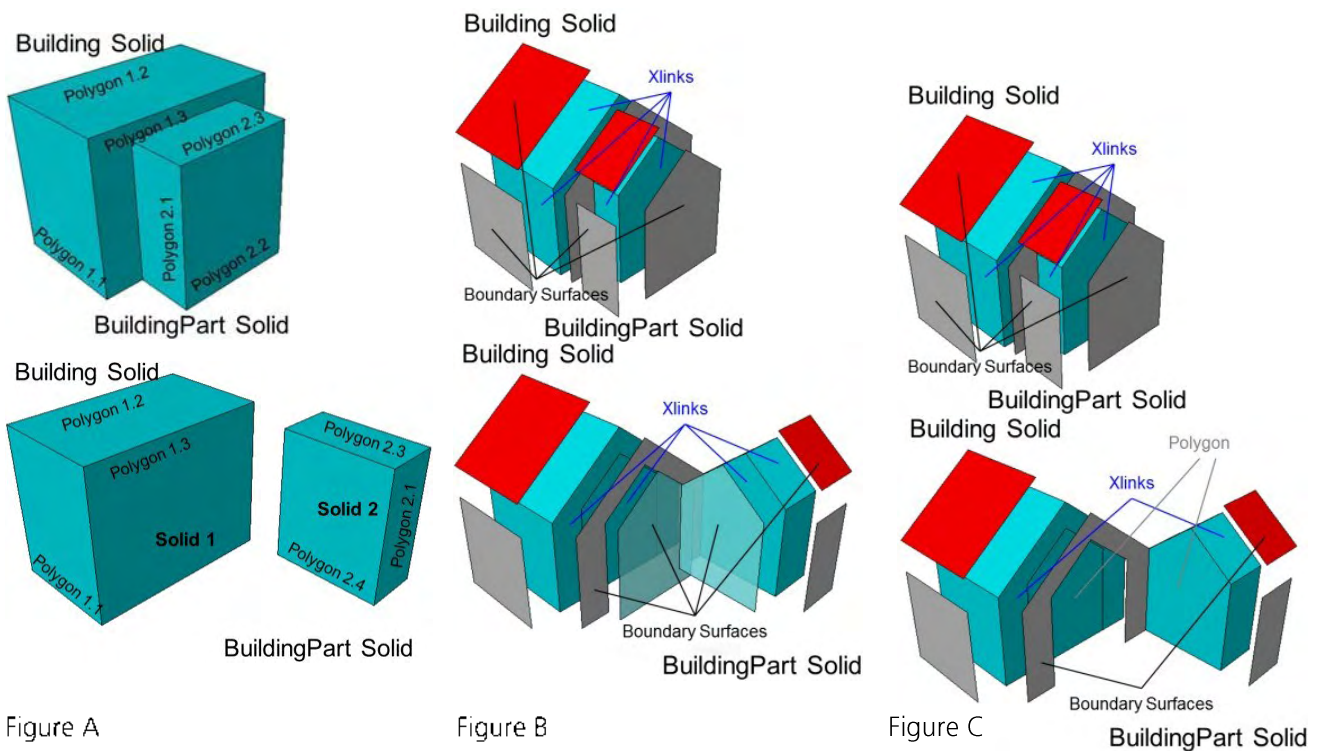 Building Solid
Polygon 1.2
Polygon 1.3
Polygon 2.3
Polygon 2.1
Polygon 1.1
Polygon 2.2
BuildingPart Solid
Building Solid
Polygon 1.2
Polygon 1.3
Polygon 2.3
Solid 1
Solid 2
Polygon 2.1
Polygon 1.1
Polygon 2.4
BuildingPart Solid
Figure A
Building Solid
Xlinks
Boundary Surfaces
BuildingPart Solid
Building Solid
Xlinks
Boundary Surfaces
BuildingPart Solid
Figure B
Building Solid
Xlinks
Boundary Surfaces
BuildingPart Solid
Building Solid
Polygon
Xlinks
Boundary Surfaces
BuildingPart Solid
Figure C